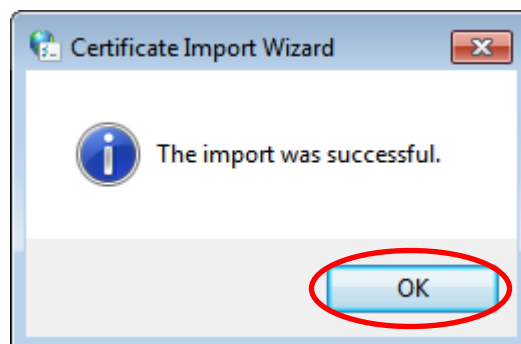 Certificate Import Wizard
The import was successful.
OK